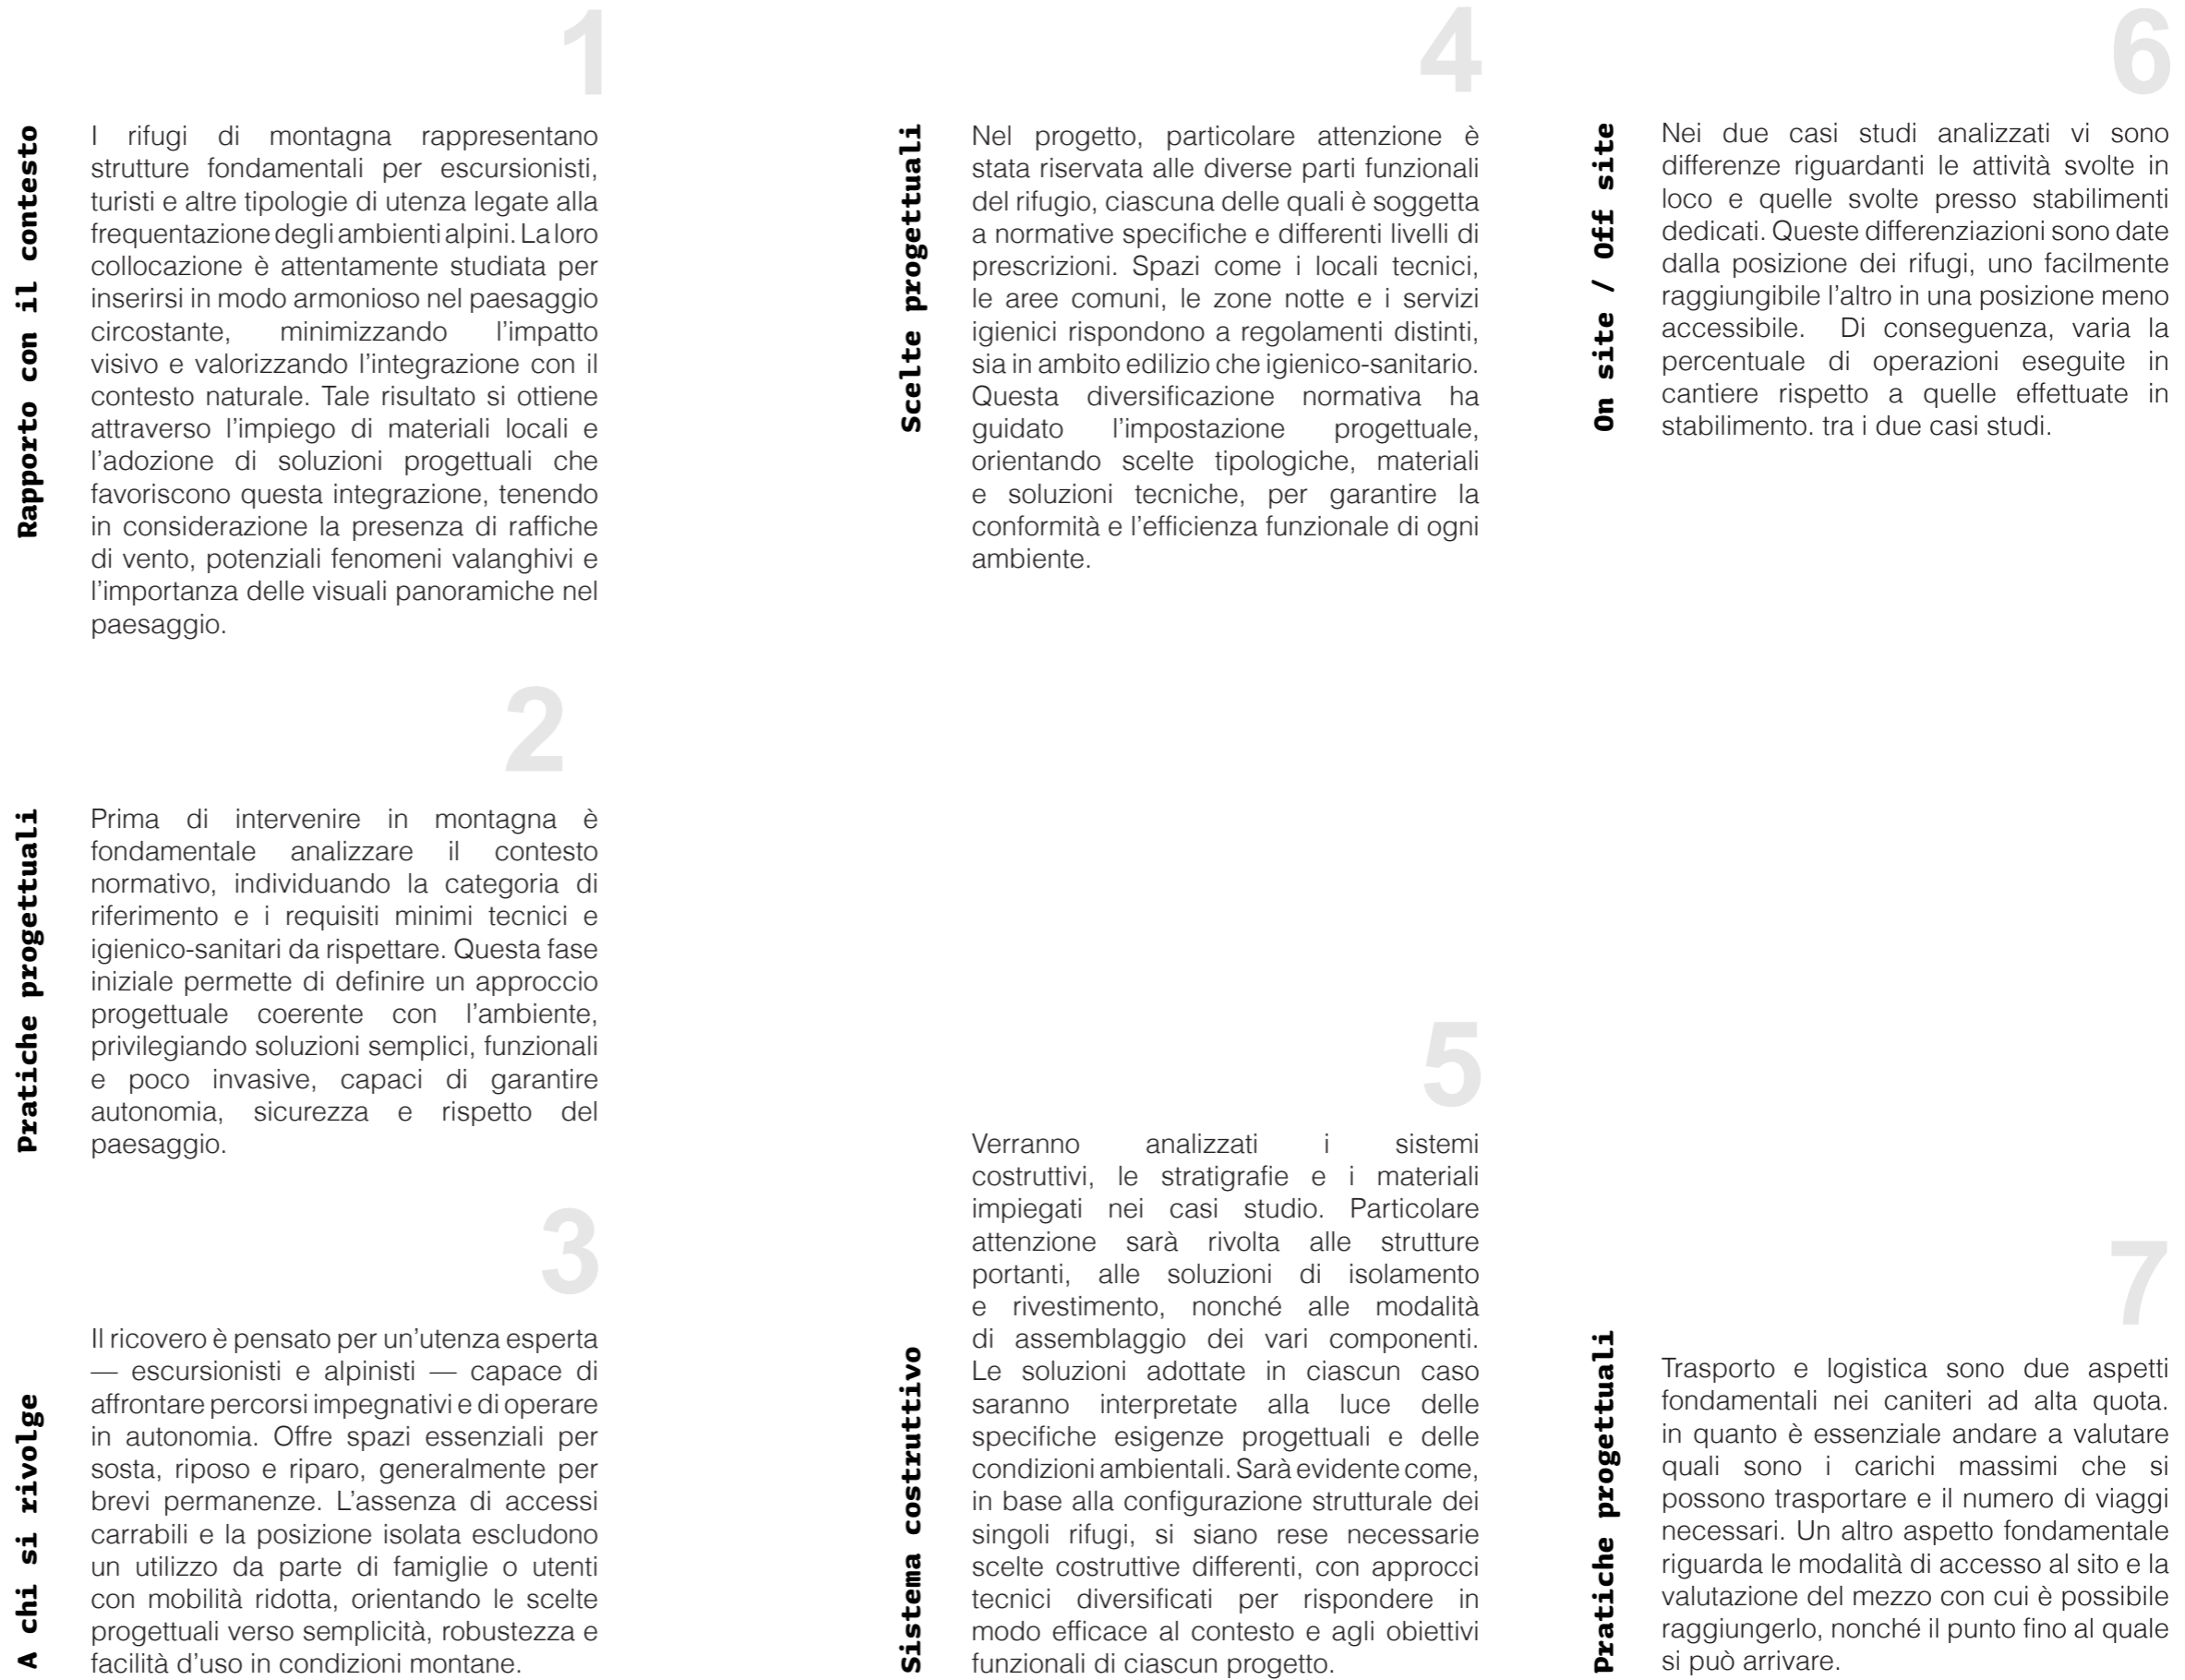 1
Rapporto con il contesto
I rifugi di montagna rappresentano
strutture fondamentali per escursionisti,
turisti e altre tipologie di utenza legate alla
frequentazione degli ambienti alpini. La loro
collocazione è attentamente studiata per
inserirsi in modo armonioso nel paesaggio
circostante, minimizzando l'impatto
visivo e valorizzando l'integrazione con il
contesto naturale. Tale risultato si ottiene
attraverso l'impiego di materiali locali e
l'adozione di soluzioni progettuali che
favoriscono questa integrazione, tenendo
in considerazione la presenza di raffiche
di vento, potenziali fenomeni valanghivi e
l'importanza delle visuali panoramiche nel
paesaggio.
2
Pratiche progettuali
Prima di intervenire in montagna è
fondamentale analizzare il contesto
normativo, individuando la categoria di
riferimento e i requisiti minimi tecnici e
igienico-sanitari da rispettare. Questa fase
iniziale permette di definire un approccio
progettuale coerente con l'ambiente,
privilegiando soluzioni semplici, funzionali
e poco invasive, capaci di garantire
autonomia, sicurezza e rispetto del
paesaggio.
3
A chi si rivolge
Il ricovero è pensato per un'utenza esperta
— escursionisti e alpinisti — capace di
affrontare percorsi impegnativi e di operare
in autonomia. Offre spazi essenziali per
sosta, riposo e riparo, generalmente per
brevi permanenze. L'assenza di accessi
carrabili e la posizione isolata escludono
un utilizzo da parte di famiglie o utenti
con mobilità ridotta, orientando le scelte
progettuali verso semplicità, robustezza e
facilità d'uso in condizioni montane.
4
Scelte progettuali
Nel progetto, particolare attenzione è
stata riservata alle diverse parti funzionali
del rifugio, ciascuna delle quali è soggetta
a normative specifiche e differenti livelli di
prescrizioni. Spazi come i locali tecnici,
le aree comuni, le zone notte e i servizi
igienici rispondono a regolamenti distinti,
sia in ambito edilizio che igienico-sanitario.
Questa diversificazione normativa ha
guidato l'impostazione progettuale,
orientando scelte tipologiche, materiali
e soluzioni tecniche, per garantire la
conformità e l'efficienza funzionale di ogni
ambiente.
5
Sistema costruttivo
Verranno analizzati i sistemi
costruttivi, le stratigrafie e i materiali
impiegati nei casi studio. Particolare
attenzione sarà rivolta alle strutture
portanti, alle soluzioni di isolamento
e rivestimento, nonché alle modalità
di assemblaggio dei vari componenti.
Le soluzioni adottate in ciascun caso
saranno interpretate alla luce delle
specifiche esigenze progettuali e delle
condizioni ambientali. Sarà evidente come,
in base alla configurazione strutturale dei
singoli rifugi, si siano rese necessarie
scelte costruttive differenti, con approcci
tecnici diversificati per rispondere in
modo efficace al contesto e agli obiettivi
funzionali di ciascun progetto.
6
On site / Off site
Nei due casi studi analizzati vi sono
differenze riguardanti le attività svolte in
loco e quelle svolte presso stabilimenti
dedicati. Queste differenziazioni sono date
dalla posizione dei rifugi, uno facilmente
raggiungibile l'altro in una posizione meno
accessibile. Di conseguenza, varia la
percentuale di operazioni eseguite in
cantiere rispetto a quelle effettuate in
stabilimento. tra i due casi studi.
7
Pratiche progettuali
Trasporto e logistica sono due aspetti
fondamentali nei caniteri ad alta quota.
in quanto è essenziale andare a valutare
quali sono i carichi massimi che si
possono trasportare e il numero di viaggi
necessari. Un altro aspetto fondamentale
riguarda le modalità di accesso al sito e la
valutazione del mezzo con cui è possibile
raggiungerlo, nonché il punto fino al quale
si può arrivare.